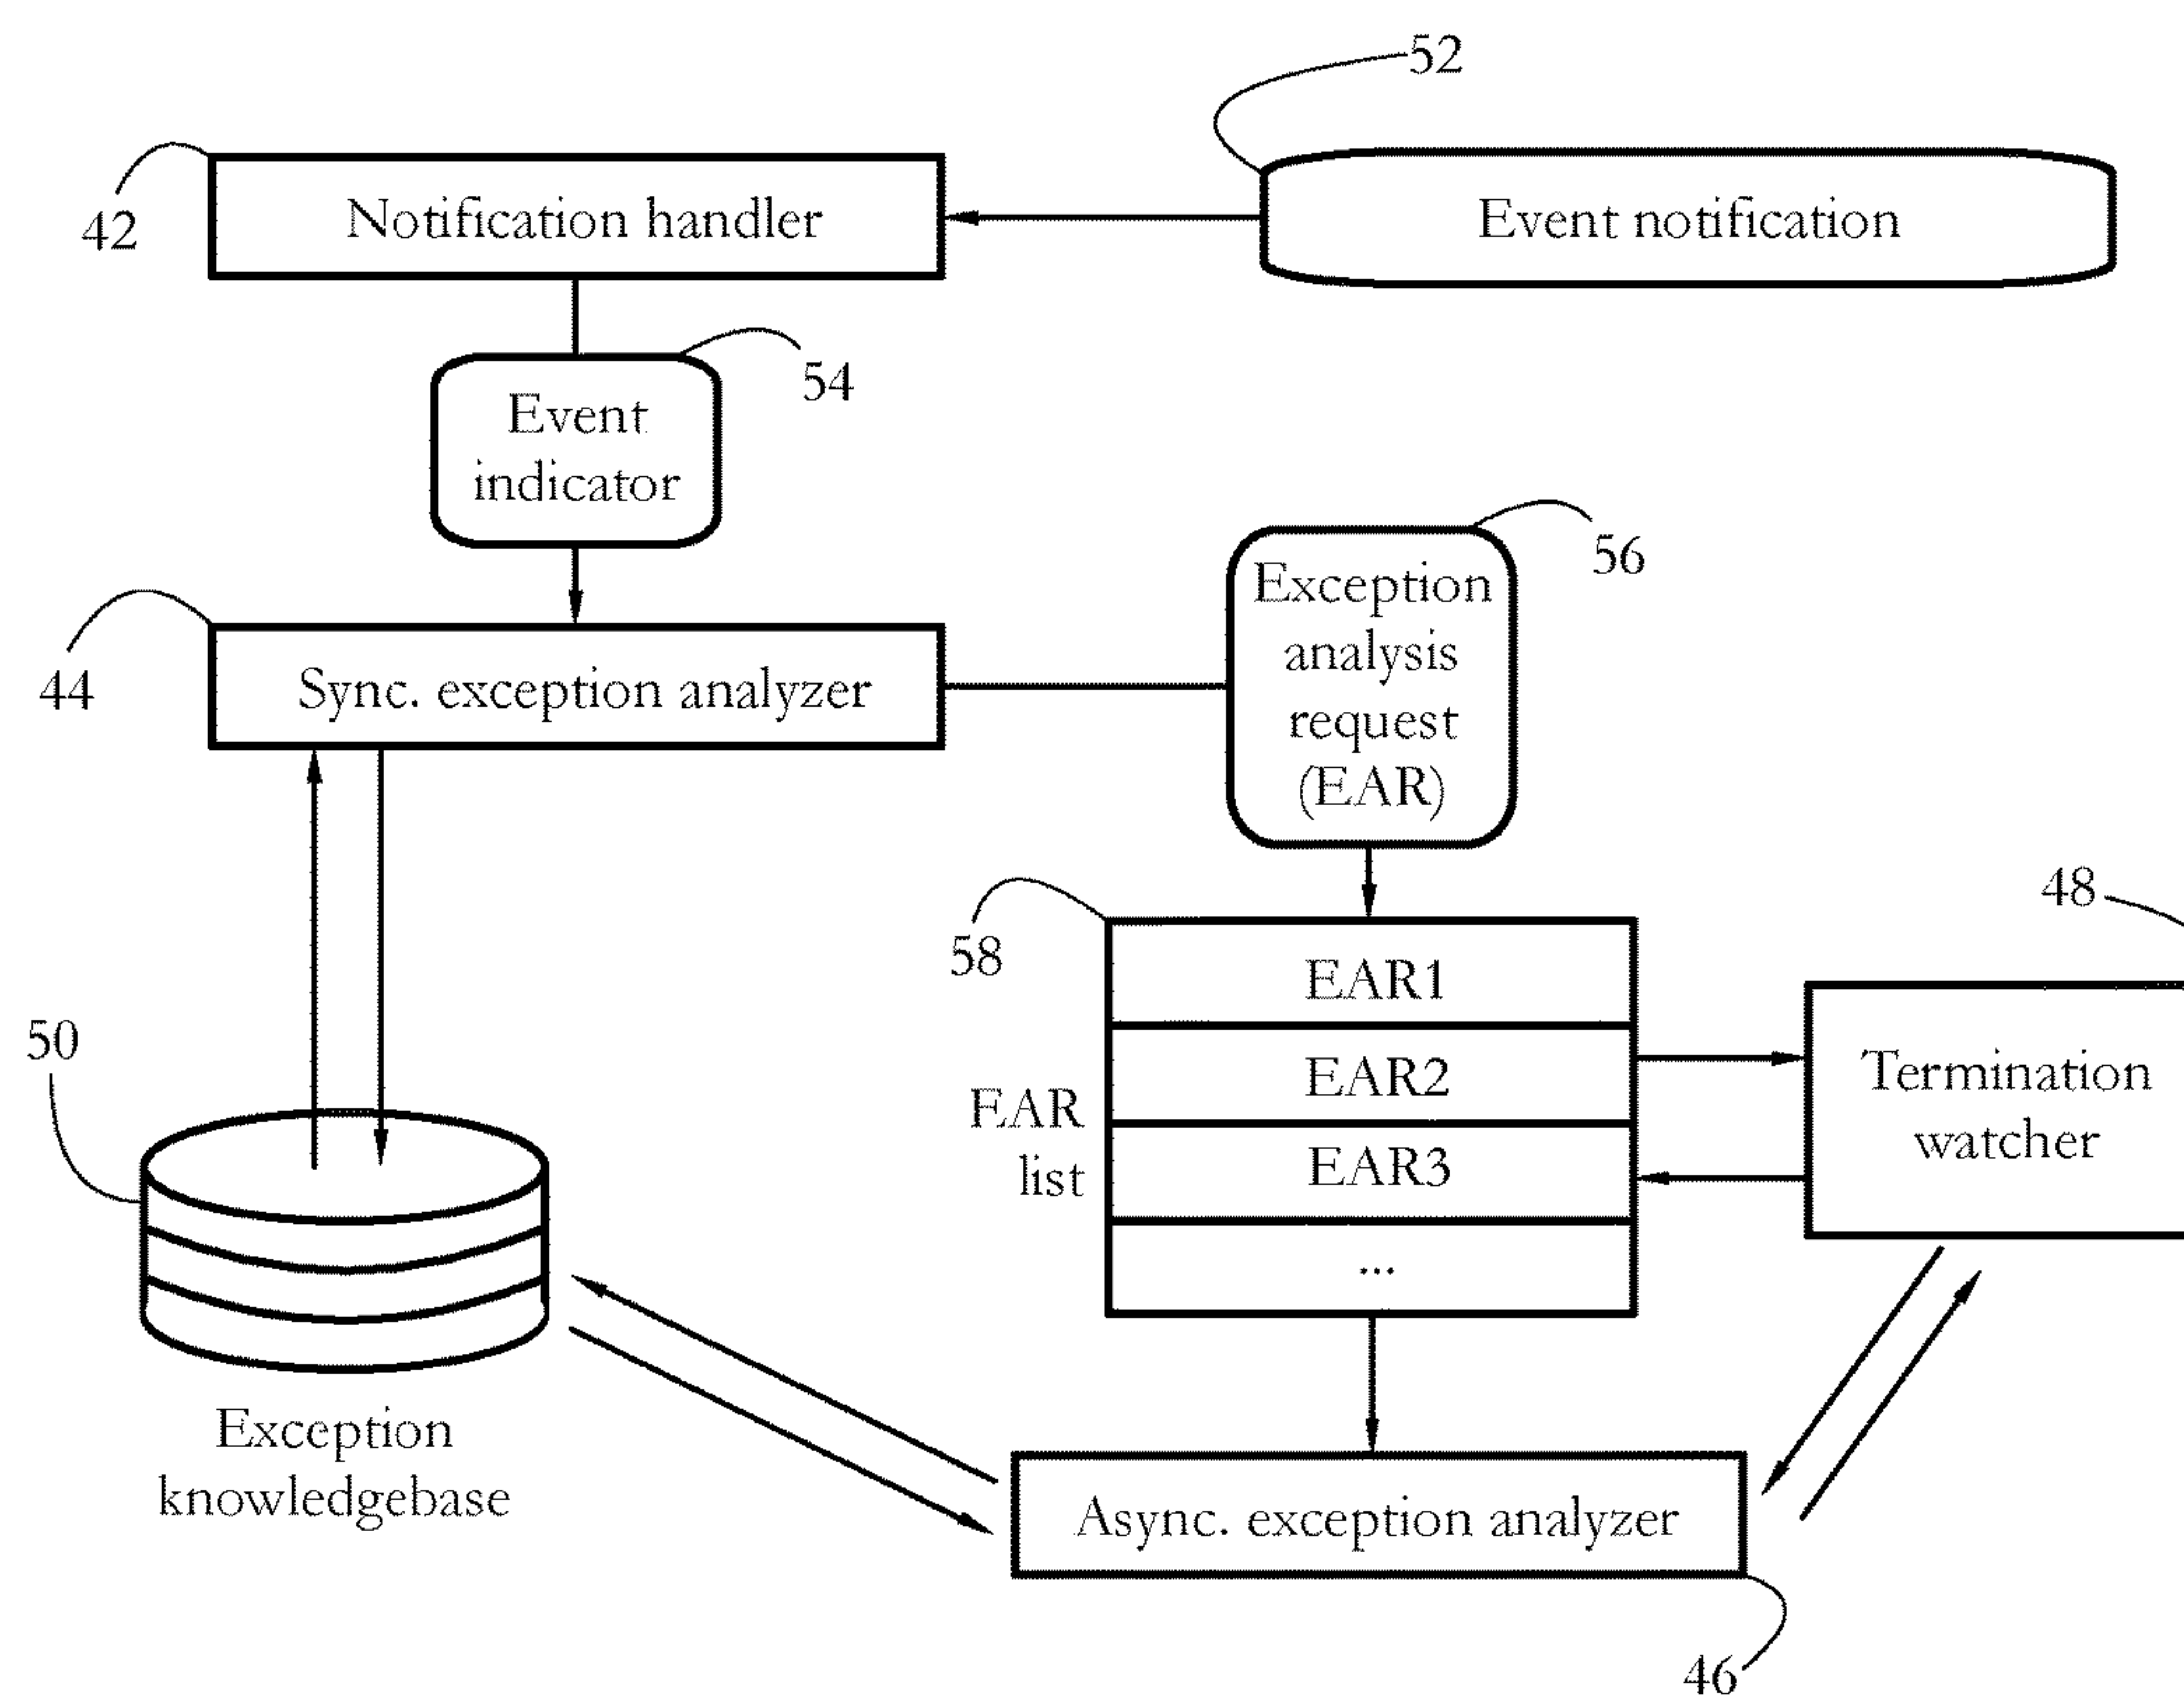 52
42
Notification handler
Event notification
54
Event
indicator
56
Exception
analysis
request
(EAR)
44
Sync. exception analyzer
58
48
EAR1
EAR2
EAR3
...
EAR
list
Termination
watcher
50
Exception
knowledgebase
Async. exception analyzer
46